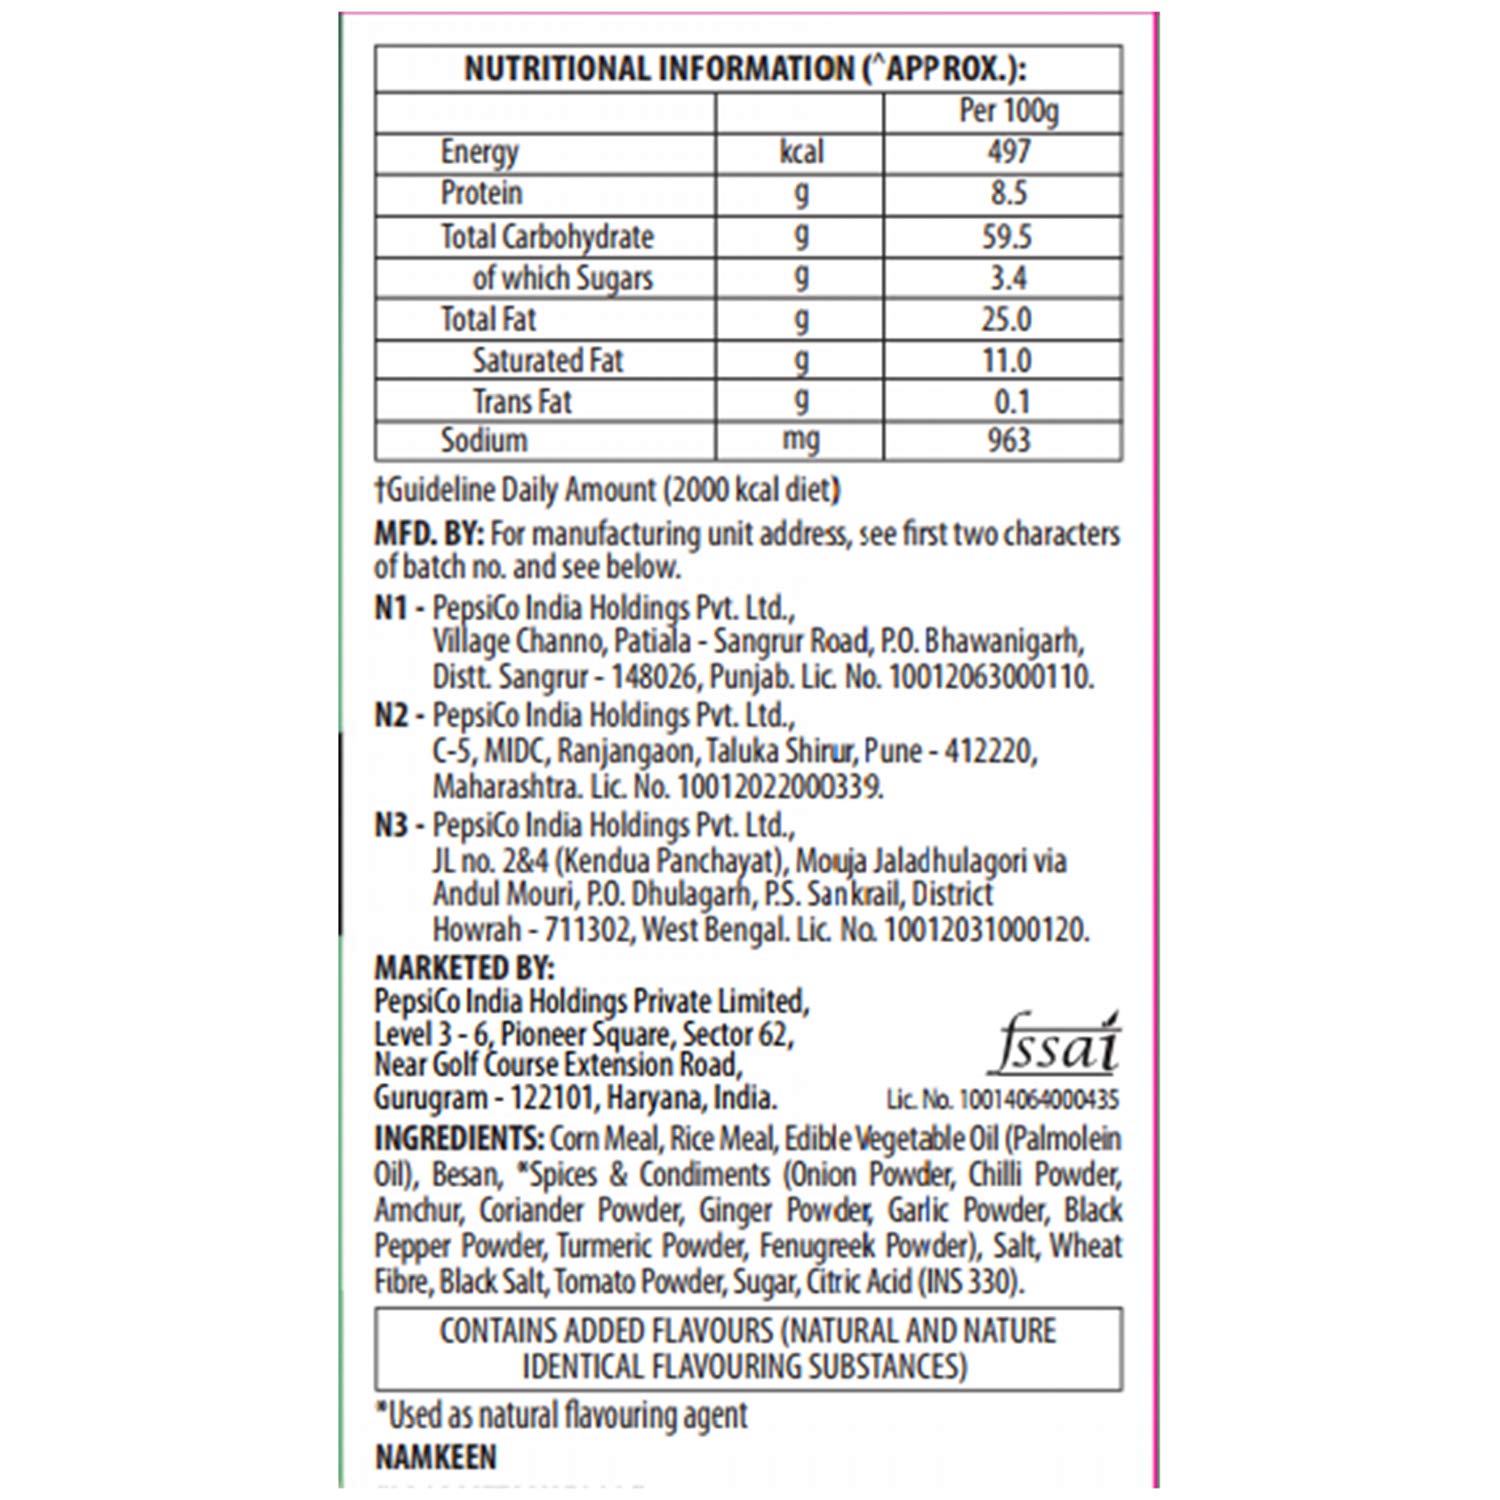 NUTRITIONAL INFORMATION (^APPROX.):
Per 100g
Energy kcal 497
Protein g 8.5
Total Carbohydrate g 59.5
of which Sugars g 3.4
Total Fat g 25.0
Saturated Fat g 11.0
Trans Fat g 0.1
Sodium mg 963
†Guideline Daily Amount (2000 kcal diet)
MFD. BY: For manufacturing unit address, see first two characters
of batch no. and see below.
N1 - PepsiCo India Holdings Pvt. Ltd.,
Village Channo, Patiala - Sangrur Road, P.O. Bhawanigarh,
Distt. Sangrur - 148026, Punjab. Lic. No. 10012063000110.
N2 - PepsiCo India Holdings Pvt. Ltd.,
C-5, MIDC, Ranjangaon, Taluka Shirur, Pune - 412220,
Maharashtra. Lic. No. 10012022000339.
N3 - PepsiCo India Holdings Pvt. Ltd.,
JL no. 2&4 (Kendua Panchayat), Mouja Jaladhulagori via
Andul Mouri, P.O. Dhulagarh, P.S. Sankrail, District
Howrah - 711302, West Bengal. Lic. No. 10012031000120.
MARKETED BY:
PepsiCo India Holdings Private Limited,
Level 3 - 6, Pioneer Square, Sector 62,
Near Golf Course Extension Road,
Gurugram - 122101, Haryana, India.
fssai
Lic. No. 10014064000435
INGREDIENTS: Corn Meal, Rice Meal, Edible Vegetable Oil (Palmolein
Oil), Besan, *Spices & Condiments (Onion Powder, Chilli Powder,
Amchur, Coriander Powder, Ginger Powder, Garlic Powder, Black
Pepper Powder, Turmeric Powder, Fenugreek Powder), Salt, Wheat
Fibre, Black Salt, Tomato Powder, Sugar, Citric Acid (INS 330).
CONTAINS ADDED FLAVOURS (NATURAL AND NATURE
IDENTICAL FLAVOURING SUBSTANCES)
*Used as natural flavouring agent
NAMKEEN